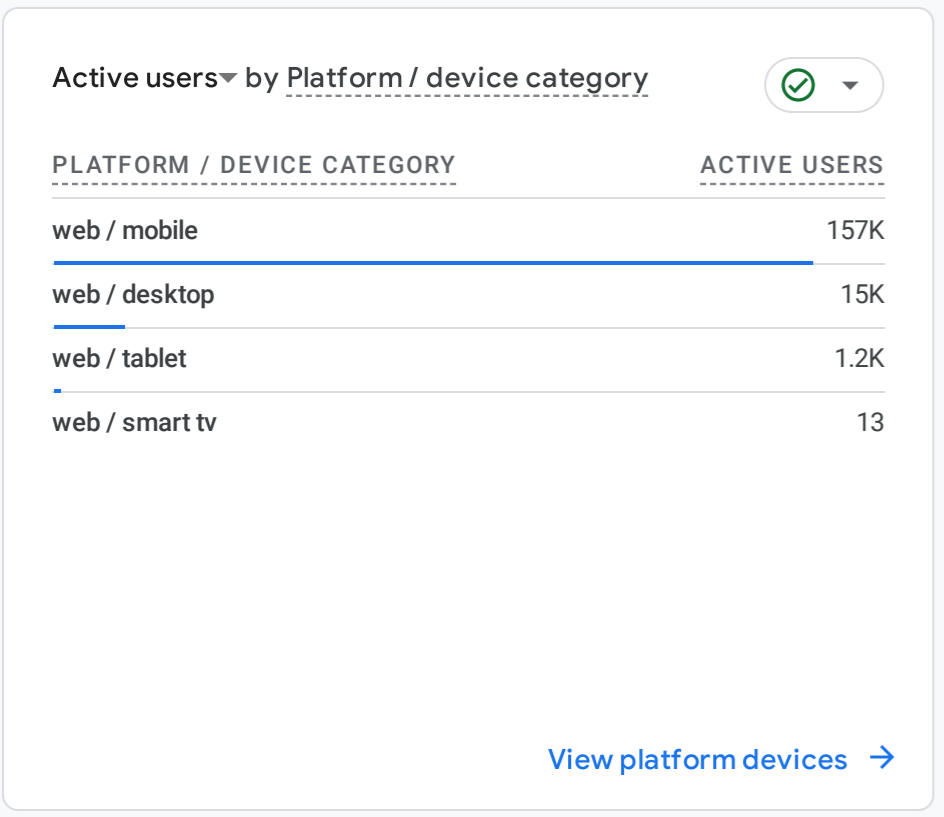 Active users by Platform / device category
PLATFORM / DEVICE CATEGORY ACTIVE USERS
web / mobile 157K
web / desktop 15K
web / tablet 1.2K
web / smart tv 13
View platform devices